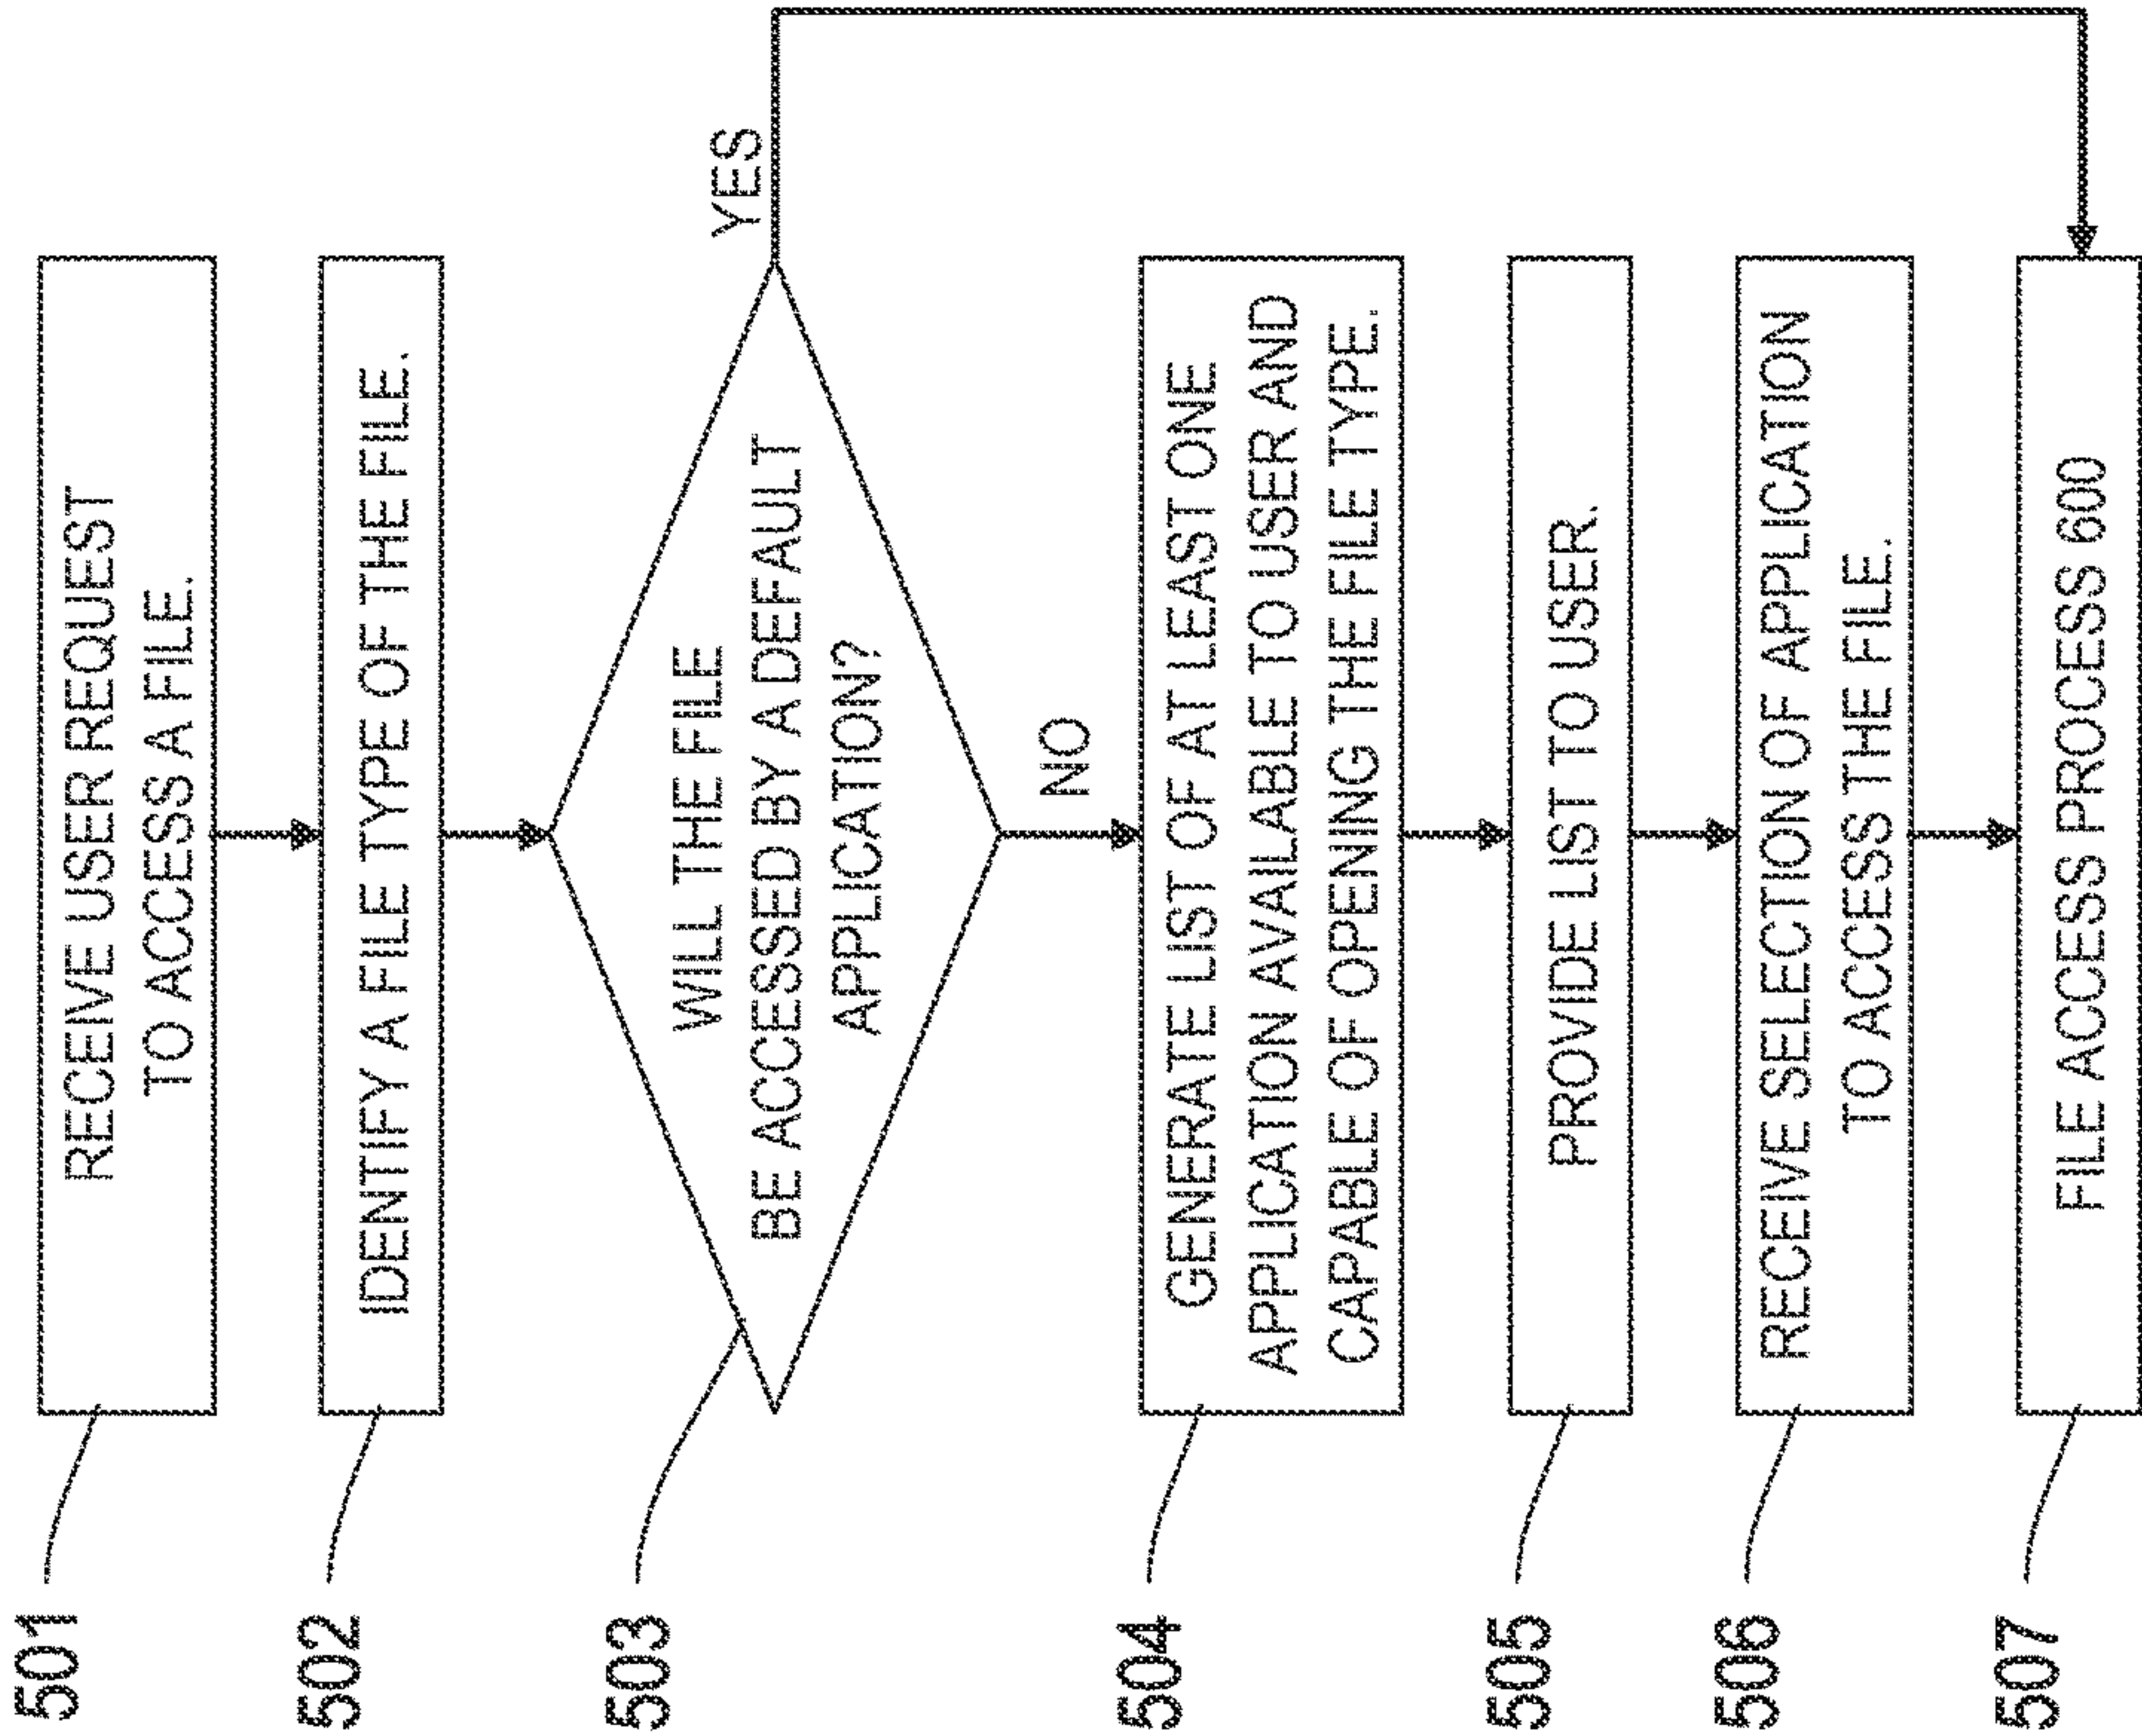 501
RECEIVE USER REQUEST
TO ACCESS A FILE.
502
IDENTIFY A FILE TYPE OF THE FILE.
503
WILL THE FILE
BE ACCESSED BY A DEFAULT
APPLICATION?
YES
NO
504
GENERATE LIST OF AT LEAST ONE
APPLICATION AVAILABLE TO USER AND
CAPABLE OF OPENING THE FILE TYPE.
505
PROVIDE LIST TO USER.
506
RECEIVE SELECTION OF APPLICATION
TO ACCESS THE FILE.
507
FILE ACCESS PROCESS 600